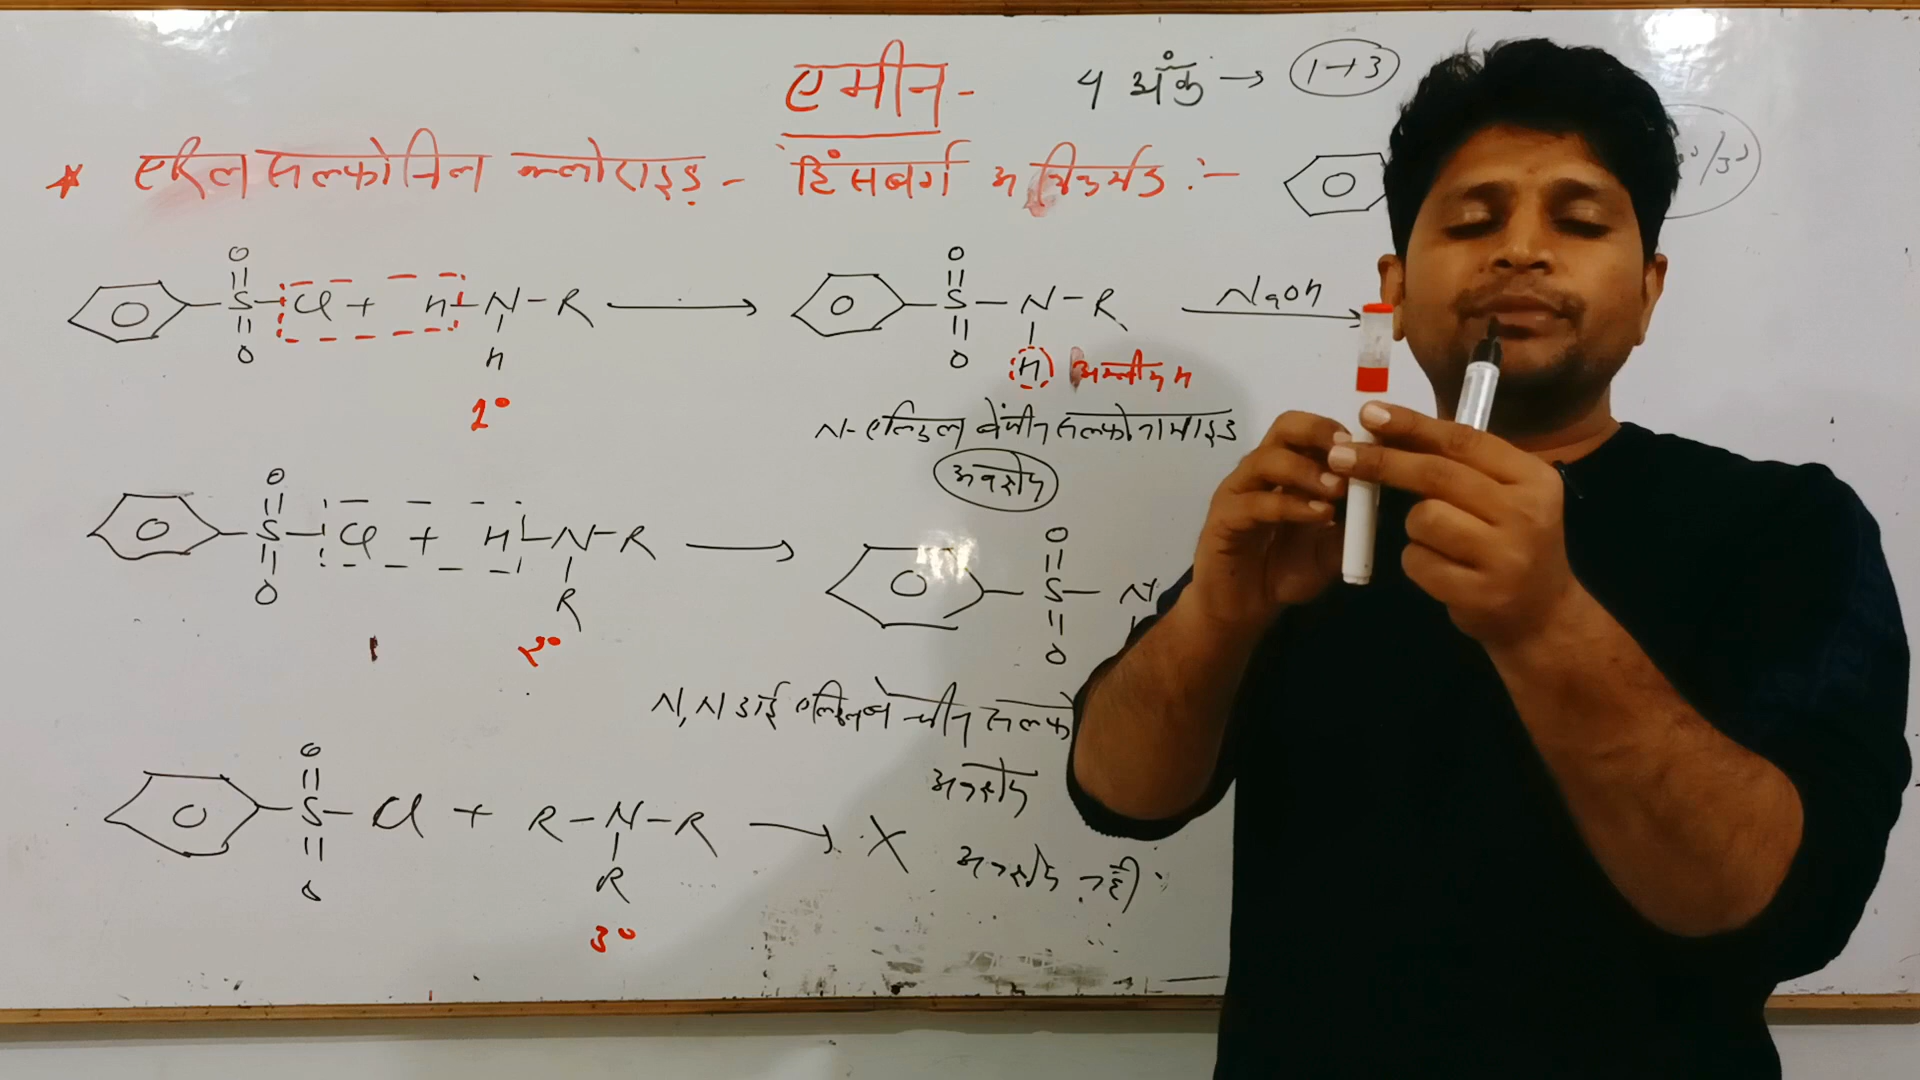 एमीन - 4 अंक → 1→3
* एरिल सल्फोनिल क्लोराइड - हिंसबर्ग अभिकर्मक :-
O O
S Cl + H N - R → S - N - R NaOH
O H O H अम्लीय H
1° N- एल्किल बेंजीन सल्फोनामाइड
अवक्षेप
O O
S Cl + H N - R → S - N
O R O
2° N, N डाई एल्किल बेन्जीन सल्फो
अवक्षेप
O
S - Cl + R - N - R → X अवक्षेप नहीं
O R
3°